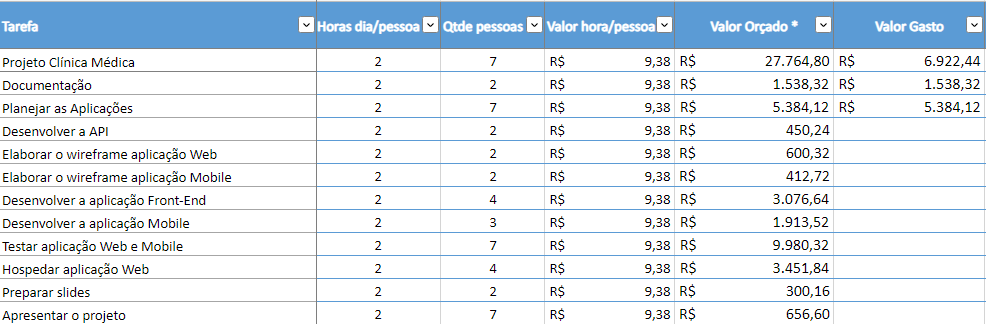 Tarefa Horas dia/pessoa Qtde pessoas Valor hora/pessoa Valor Orçado * Valor Gasto
Projeto Clínica Médica 2 7 R$ 9,38 R$ 27.764,80 R$ 6.922,44
Documentação 2 2 R$ 9,38 R$ 1.538,32 R$ 1.538,32
Planejar as Aplicações 2 7 R$ 9,38 R$ 5.384,12 R$ 5.384,12
Desenvolver a API 2 2 R$ 9,38 R$ 450,24
Elaborar o wireframe aplicação Web 2 2 R$ 9,38 R$ 600,32
Elaborar o wireframe aplicação Mobile 2 2 R$ 9,38 R$ 412,72
Desenvolver a aplicação Front-End 2 4 R$ 9,38 R$ 3.076,64
Desenvolver a aplicação Mobile 2 3 R$ 9,38 R$ 1.913,52
Testar aplicação Web e Mobile 2 7 R$ 9,38 R$ 9.980,32
Hospedar aplicação Web 2 4 R$ 9,38 R$ 3.451,84
Preparar slides 2 2 R$ 9,38 R$ 300,16
Apresentar o projeto 2 7 R$ 9,38 R$ 656,60